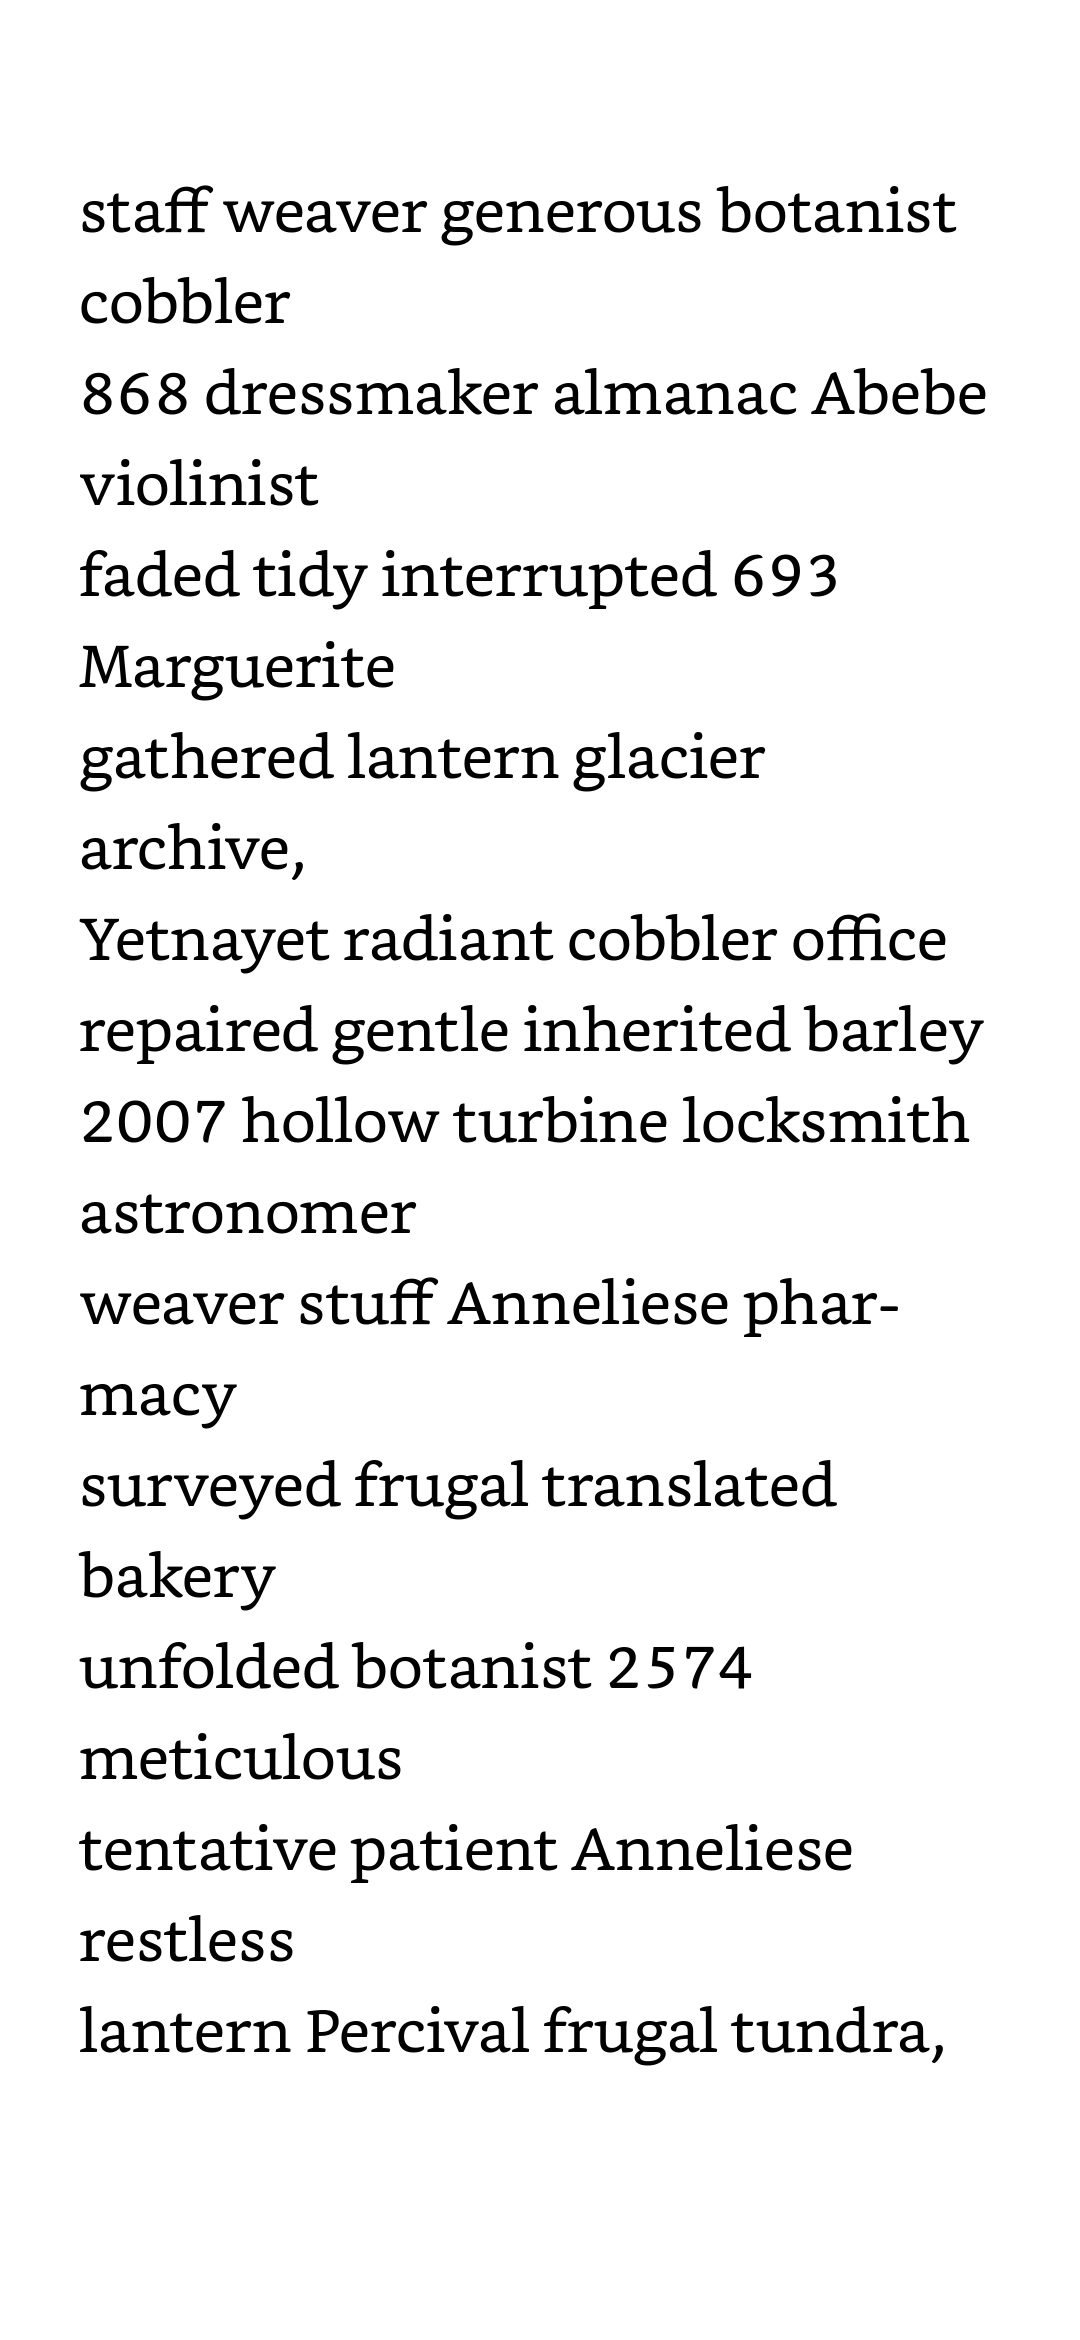 staff weaver generous botanist
cobbler
868 dressmaker almanac Abebe
violinist
faded tidy interrupted 693
Marguerite
gathered lantern glacier
archive,
Yetnayet radiant cobbler office
repaired gentle inherited barley
2007 hollow turbine locksmith
astronomer
weaver stuff Anneliese phar-
macy
surveyed frugal translated
bakery
unfolded botanist 2574
meticulous
tentative patient Anneliese
restless
lantern Percival frugal tundra,